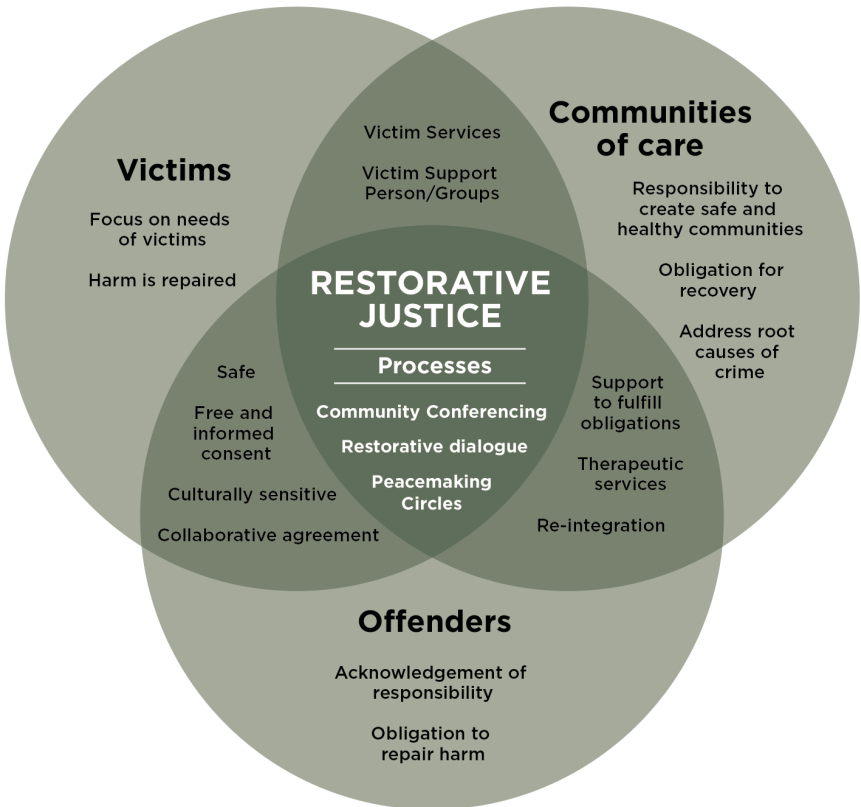 Victims
Focus on needs
of victims
Harm is repaired
Victim Services
Victim Support
Person/Groups
Communities
of care
Responsibility to
create safe and
healthy communities
Obligation for
recovery
Address root
causes of
crime
RESTORATIVE
JUSTICE
Processes
Community Conferencing
Restorative dialogue
Peacemaking
Circles
Safe
Free and
informed
consent
Culturally sensitive
Collaborative agreement
Support
to fulfill
obligations
Therapeutic
services
Re-integration
Offenders
Acknowledgement of
responsibility
Obligation to
repair harm